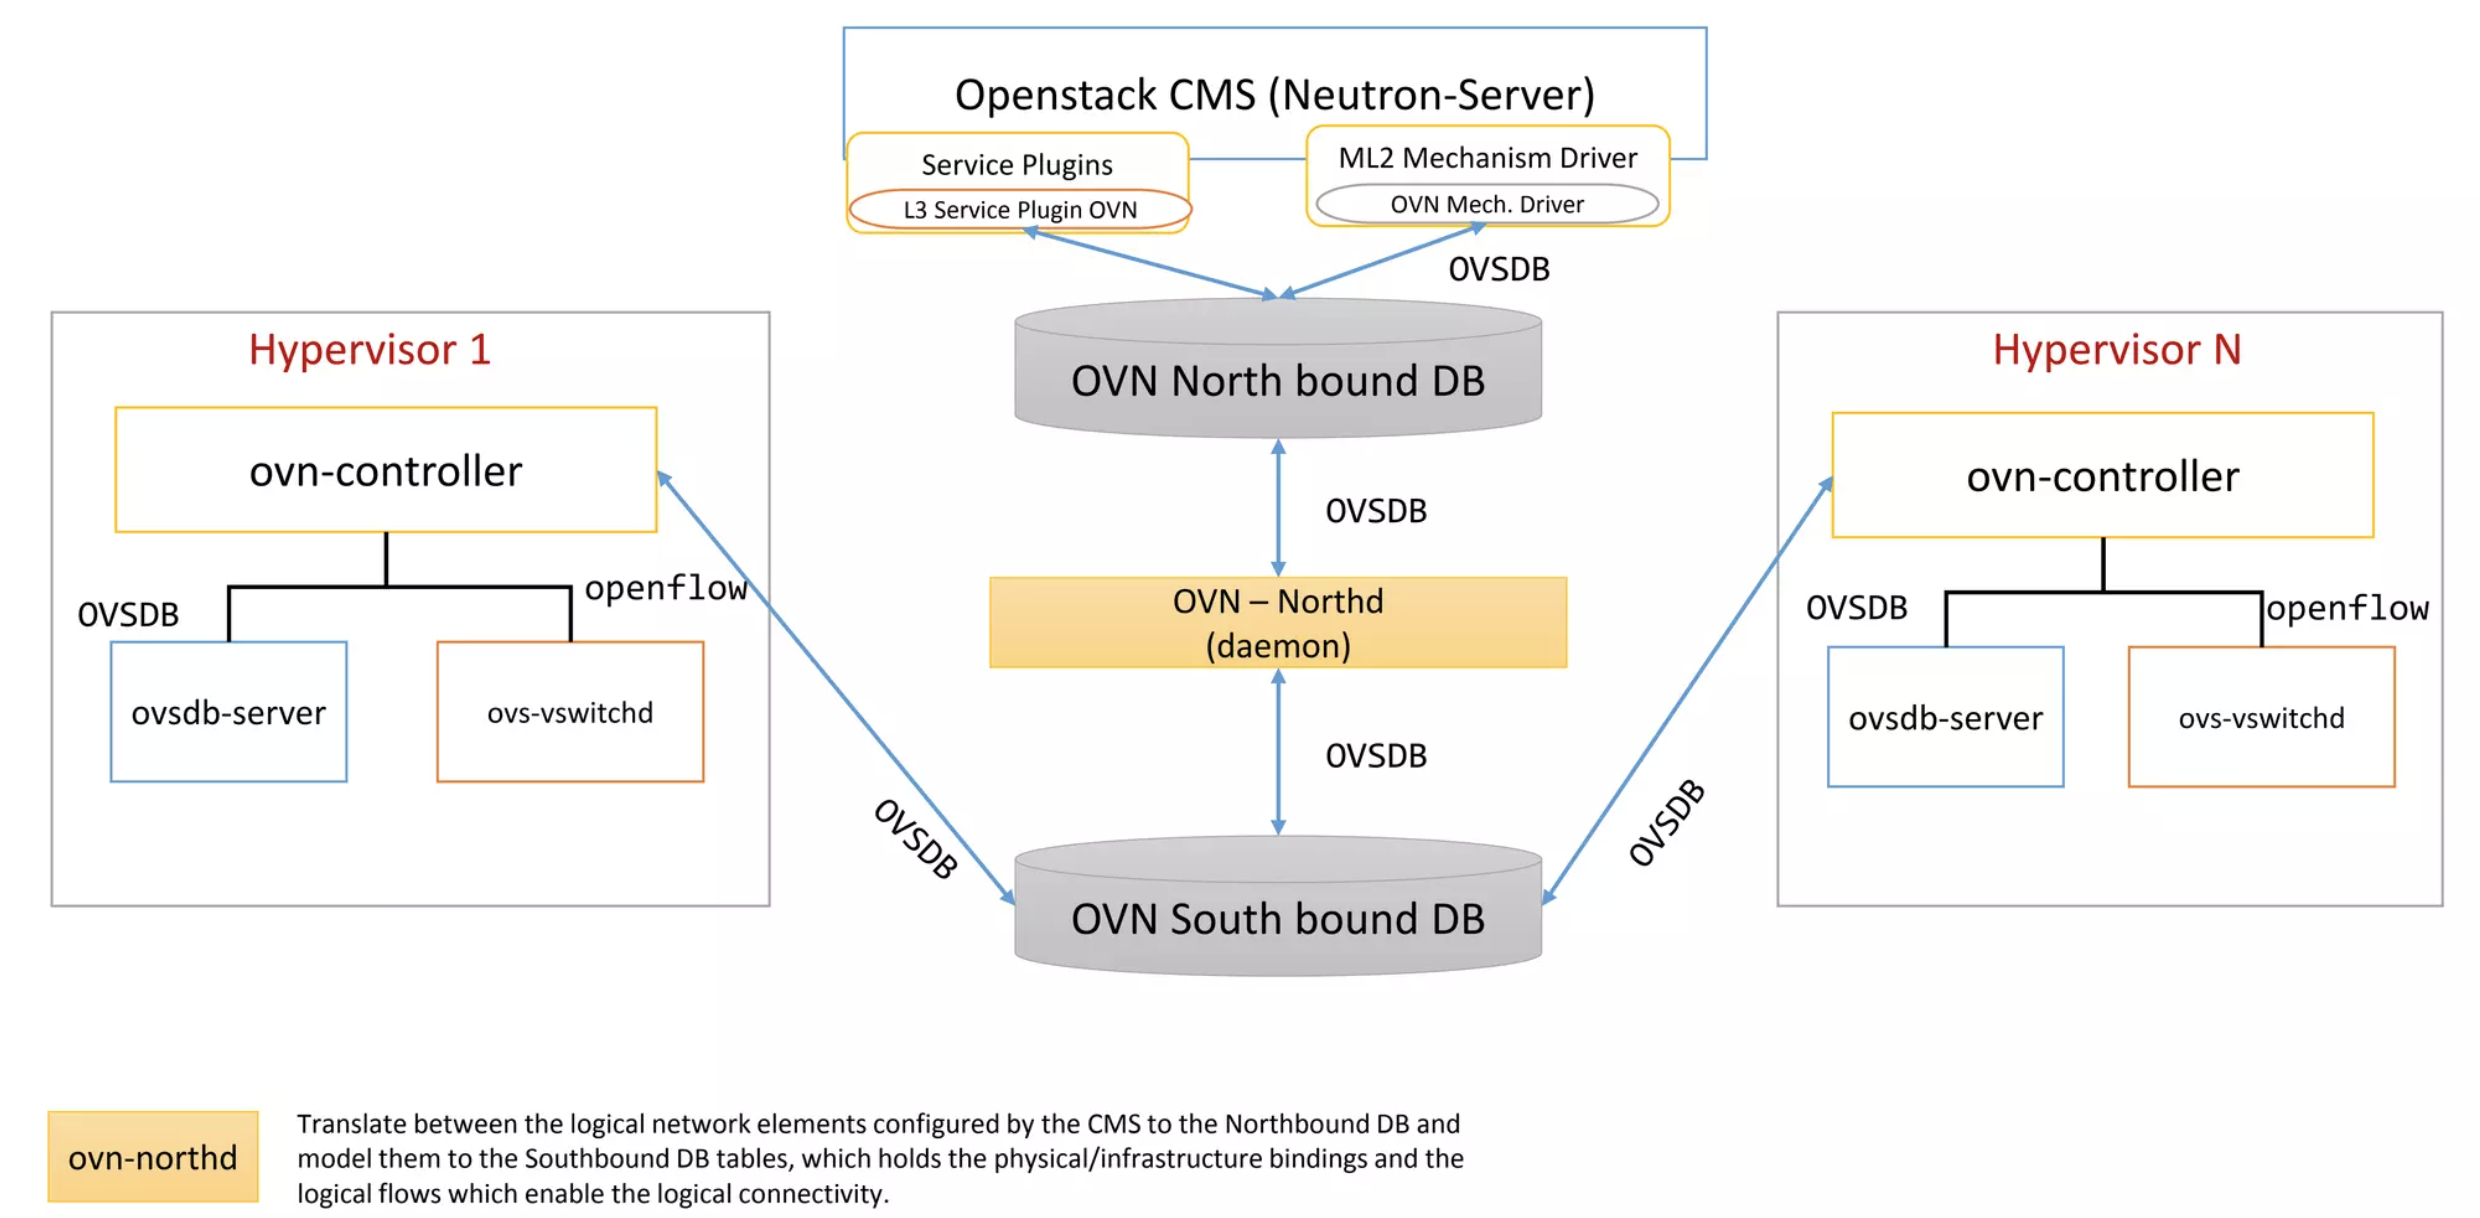 Openstack CMS (Neutron-Server)
Service Plugins
L3 Service Plugin OVN
ML2 Mechanism Driver
OVN Mech. Driver
OVSDB
OVN North bound DB
OVSDB
OVN – Northd
(daemon)
OVSDB
OVN South bound DB
Hypervisor 1
ovn-controller
OVSDB
openflow
ovsdb-server
ovs-vswitchd
OVSDB
Hypervisor N
ovn-controller
OVSDB
openflow
ovsdb-server
ovs-vswitchd
OVSDB
ovn-northd
Translate between the logical network elements configured by the CMS to the Northbound DB and
model them to the Southbound DB tables, which holds the physical/infrastructure bindings and the
logical flows which enable the logical connectivity.